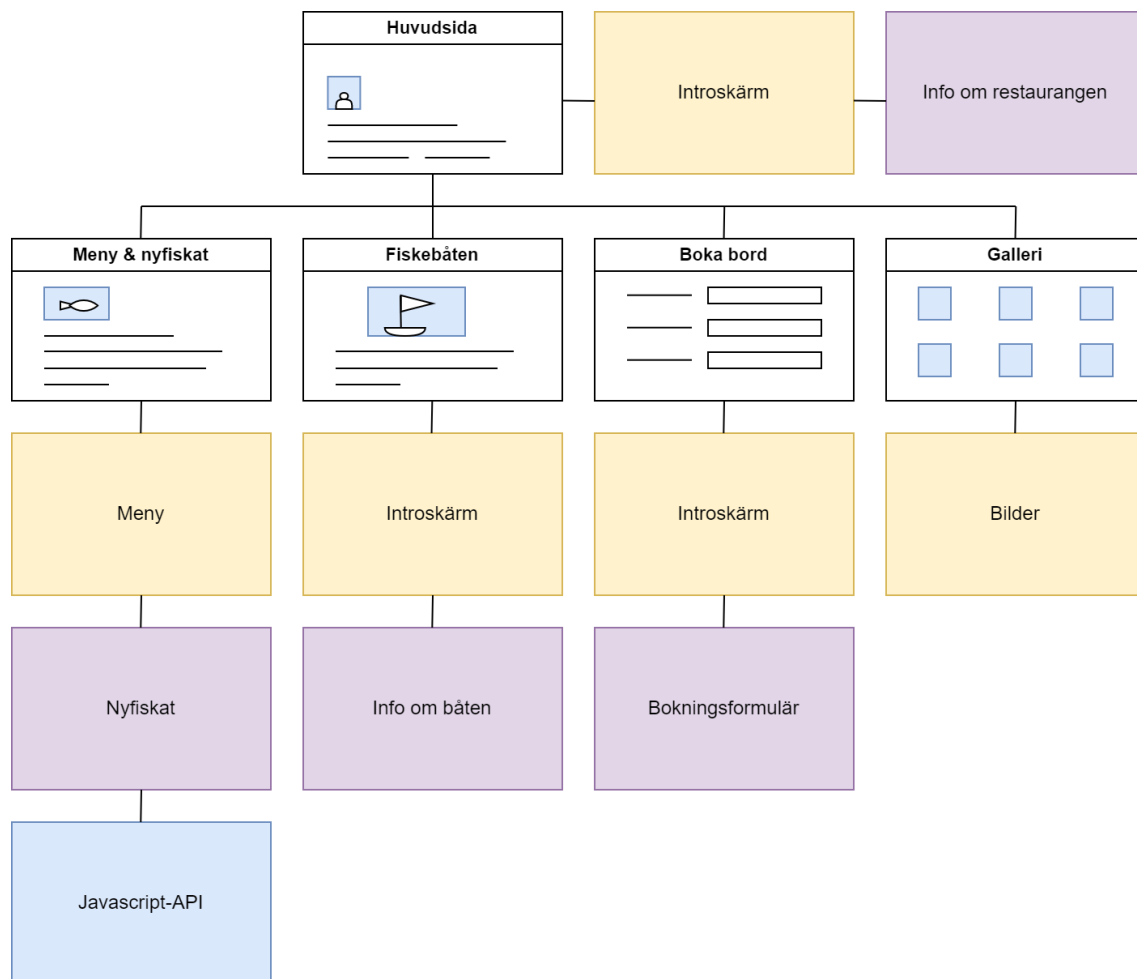 Huvudsida
Introskärm
Info om restaurangen
Meny & nyfiskat
Fiskebåten
Boka bord
Galleri
Meny
Introskärm
Introskärm
Bilder
Nyfiskat
Info om båten
Bokningsformulär
Javascript-API